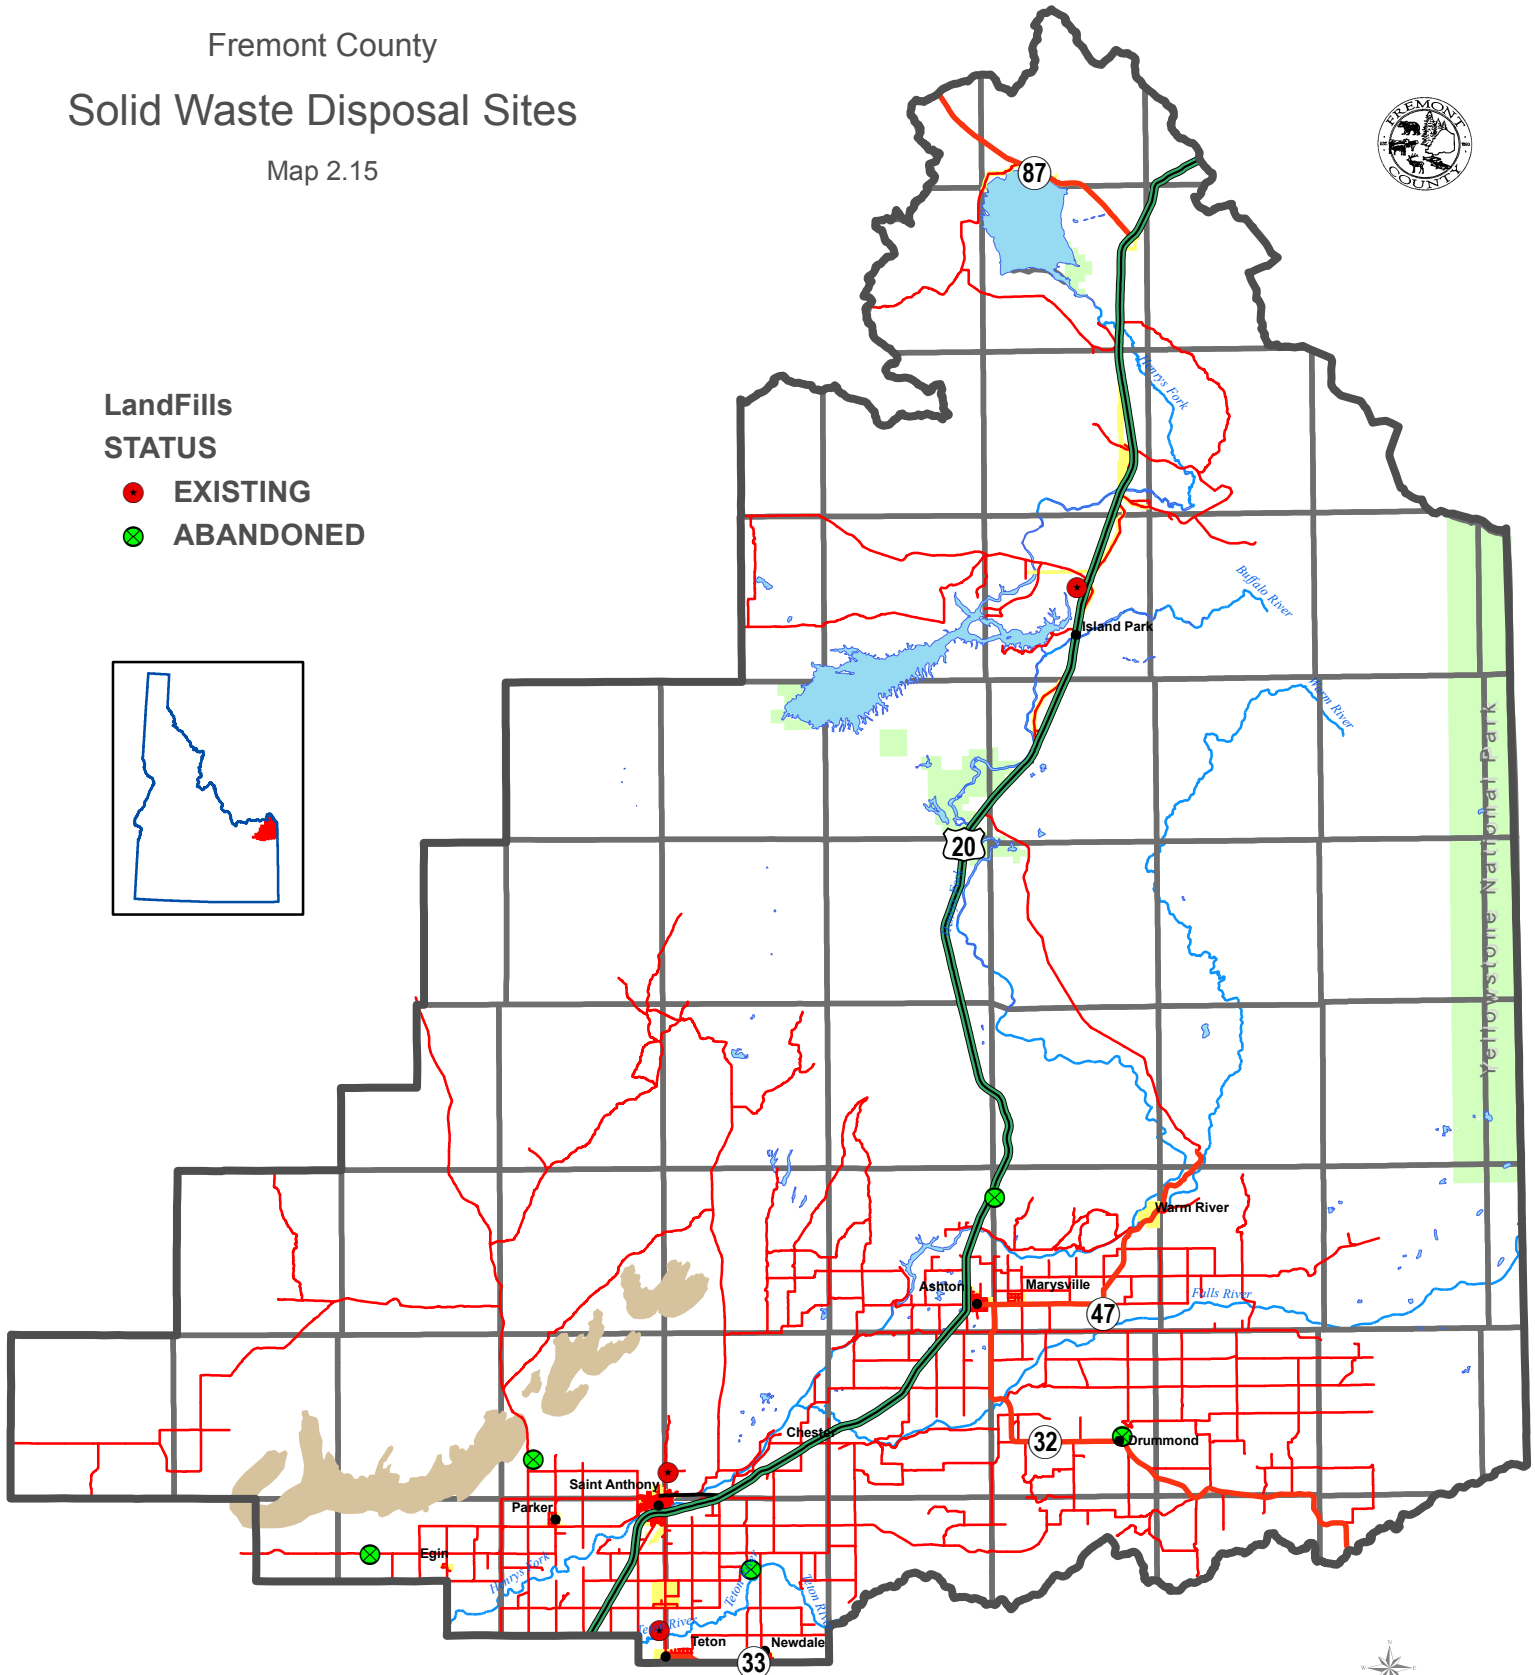 Fremont County
Solid Waste Disposal Sites
Map 2.15
FREMONT
COUNTY
87
LandFills
STATUS
EXISTING
ABANDONED
Henrys Fork
Buffalo River
Island Park
Warm River
Yellowstone National Park
20
Warm River
Ashton
Marysville
Falls River
47
Chester
32
Drummond
Saint Anthony
Parker
Egin
Henrys Fork
Teton River
Teton River
Teton
Newdale
33
N
W
E